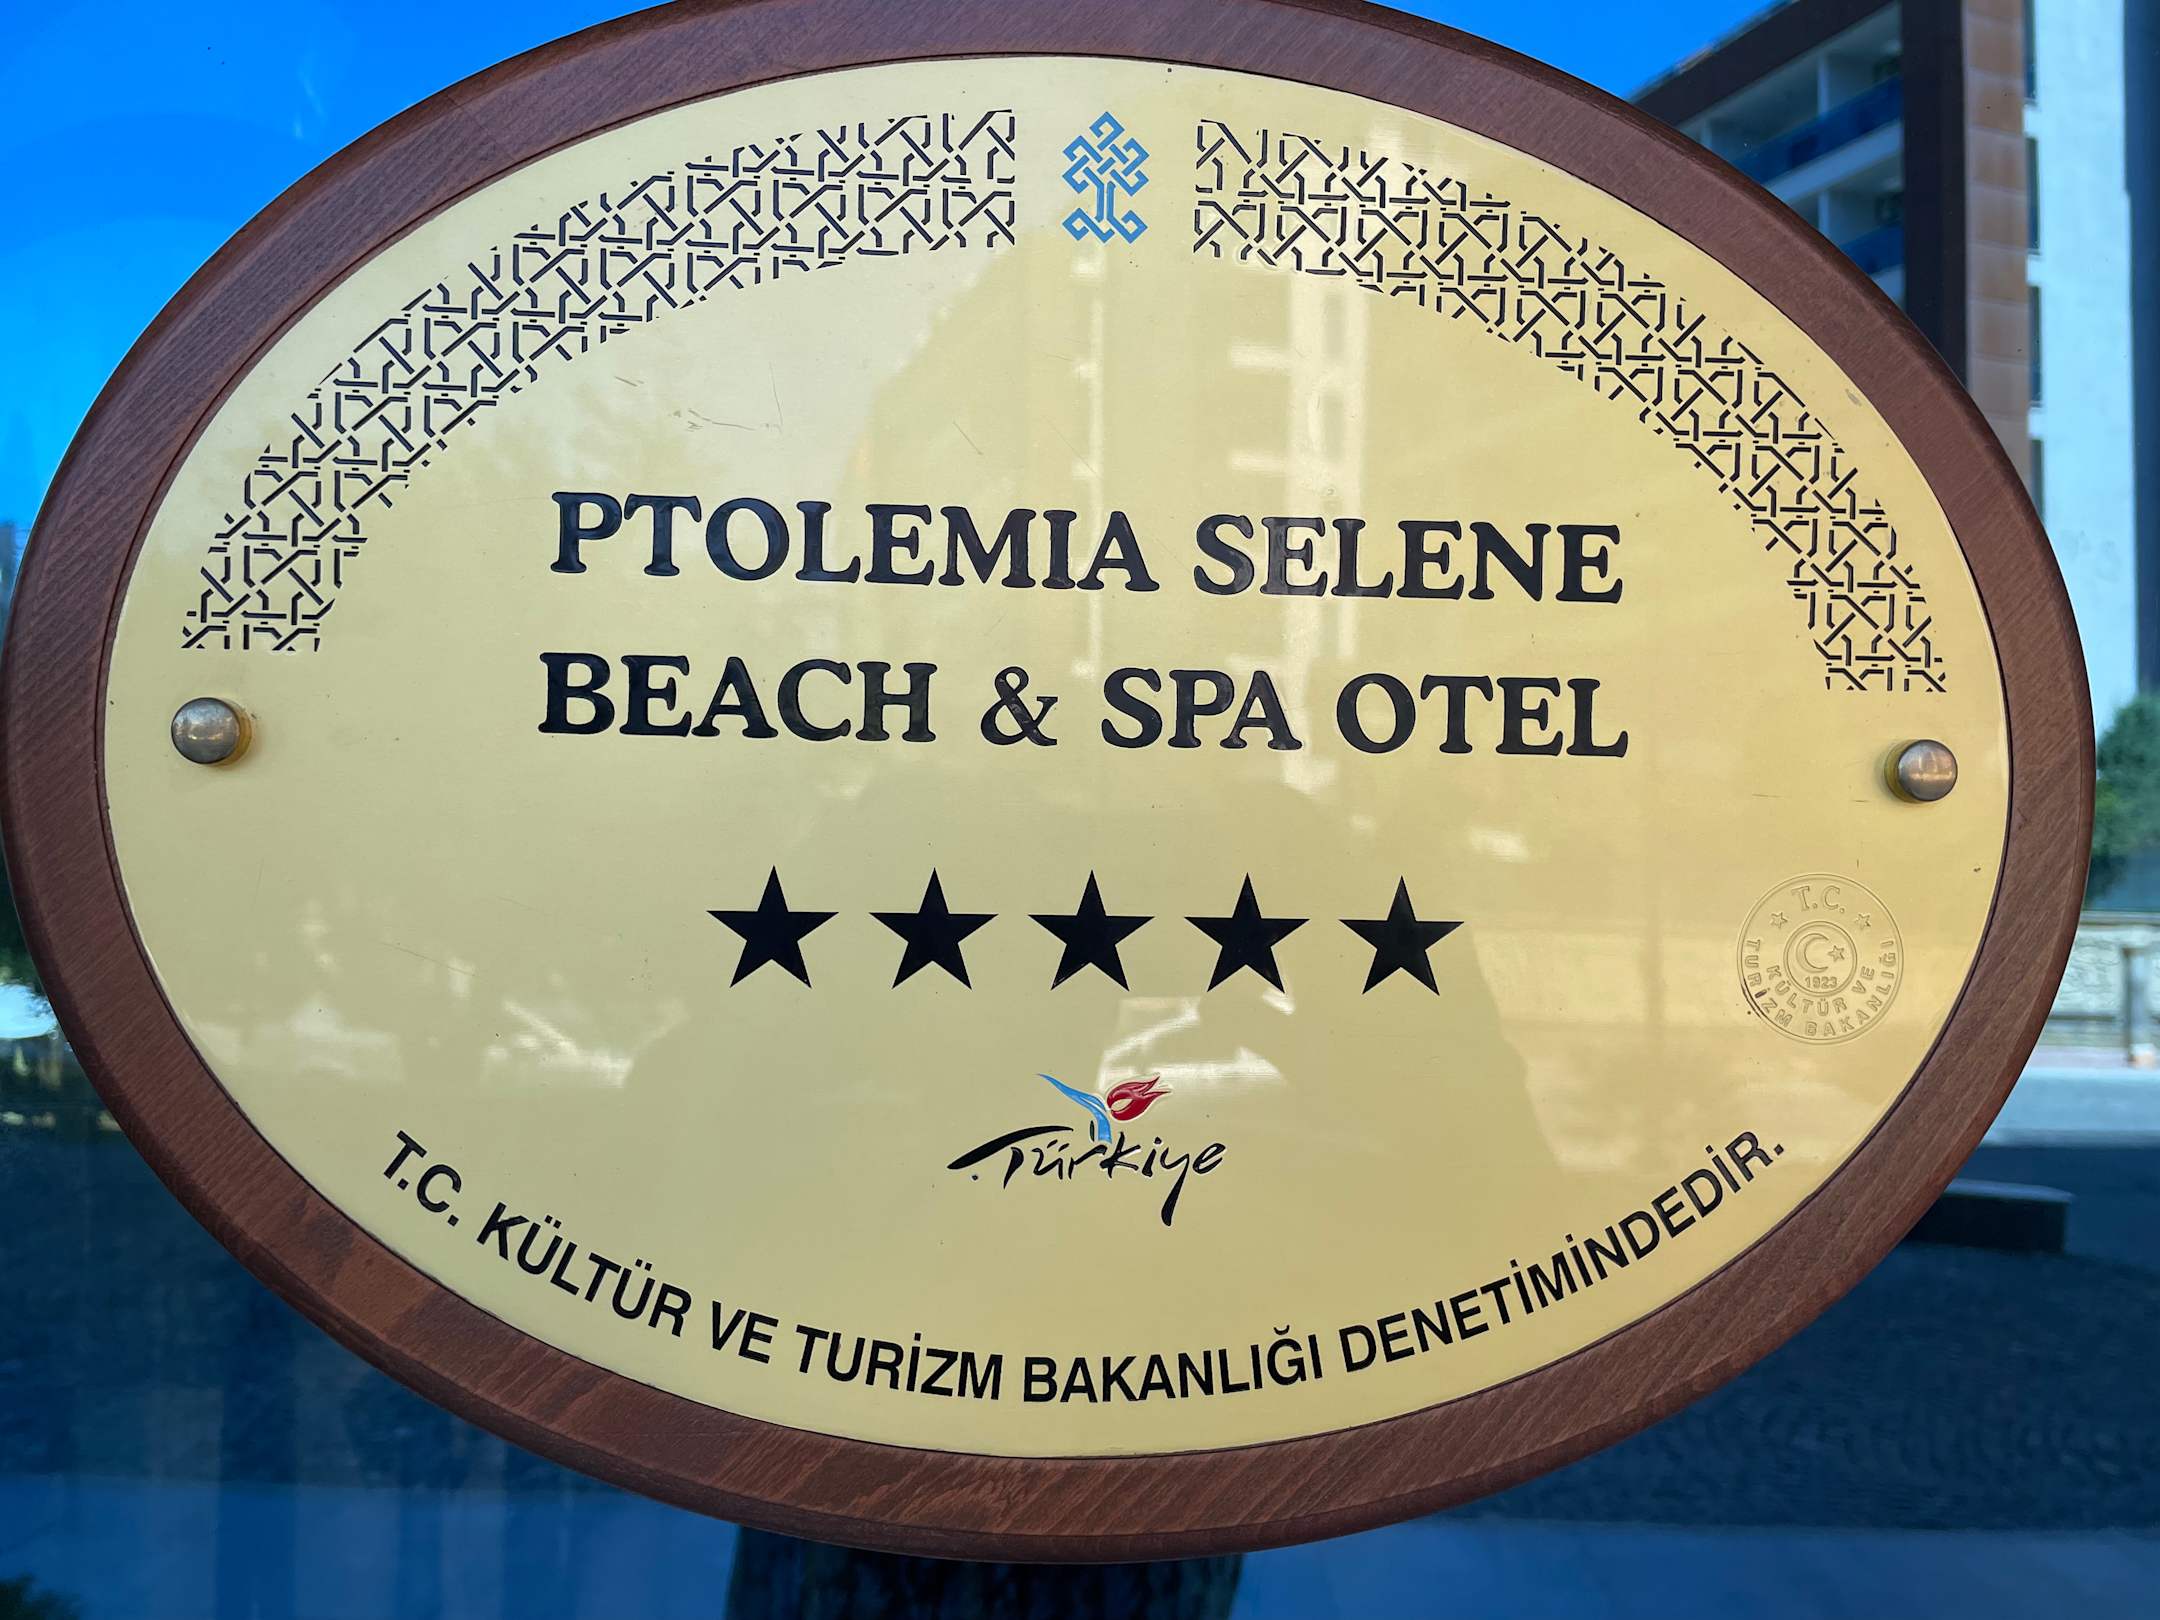 PTOLEMIA SELENE
BEACH & SPA OTEL
T.C.
KÜLTÜR VE
TURİZM BAKANLIĞI
1923
Türkiye
T.C. KÜLTÜR VE TURİZM BAKANLIĞI DENETİMİNDEDİR.